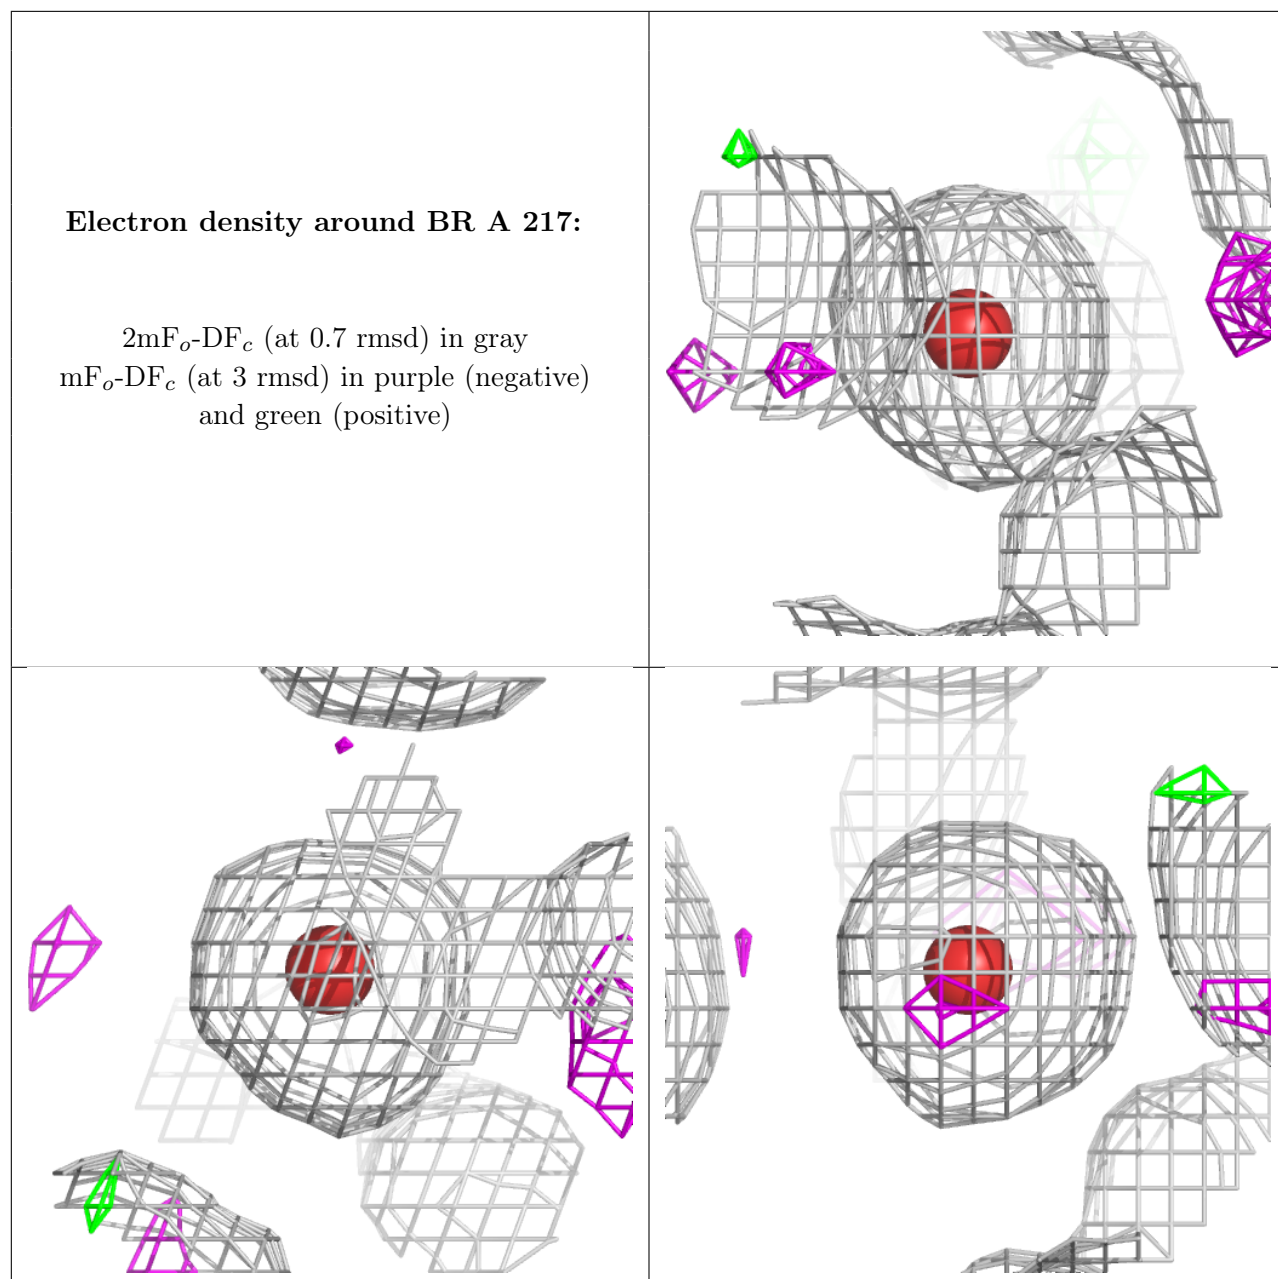 Electron density around BR A 217:
2mFo-DFc (at 0.7 rmsd) in gray
mFo-DFc (at 3 rmsd) in purple (negative)
and green (positive)